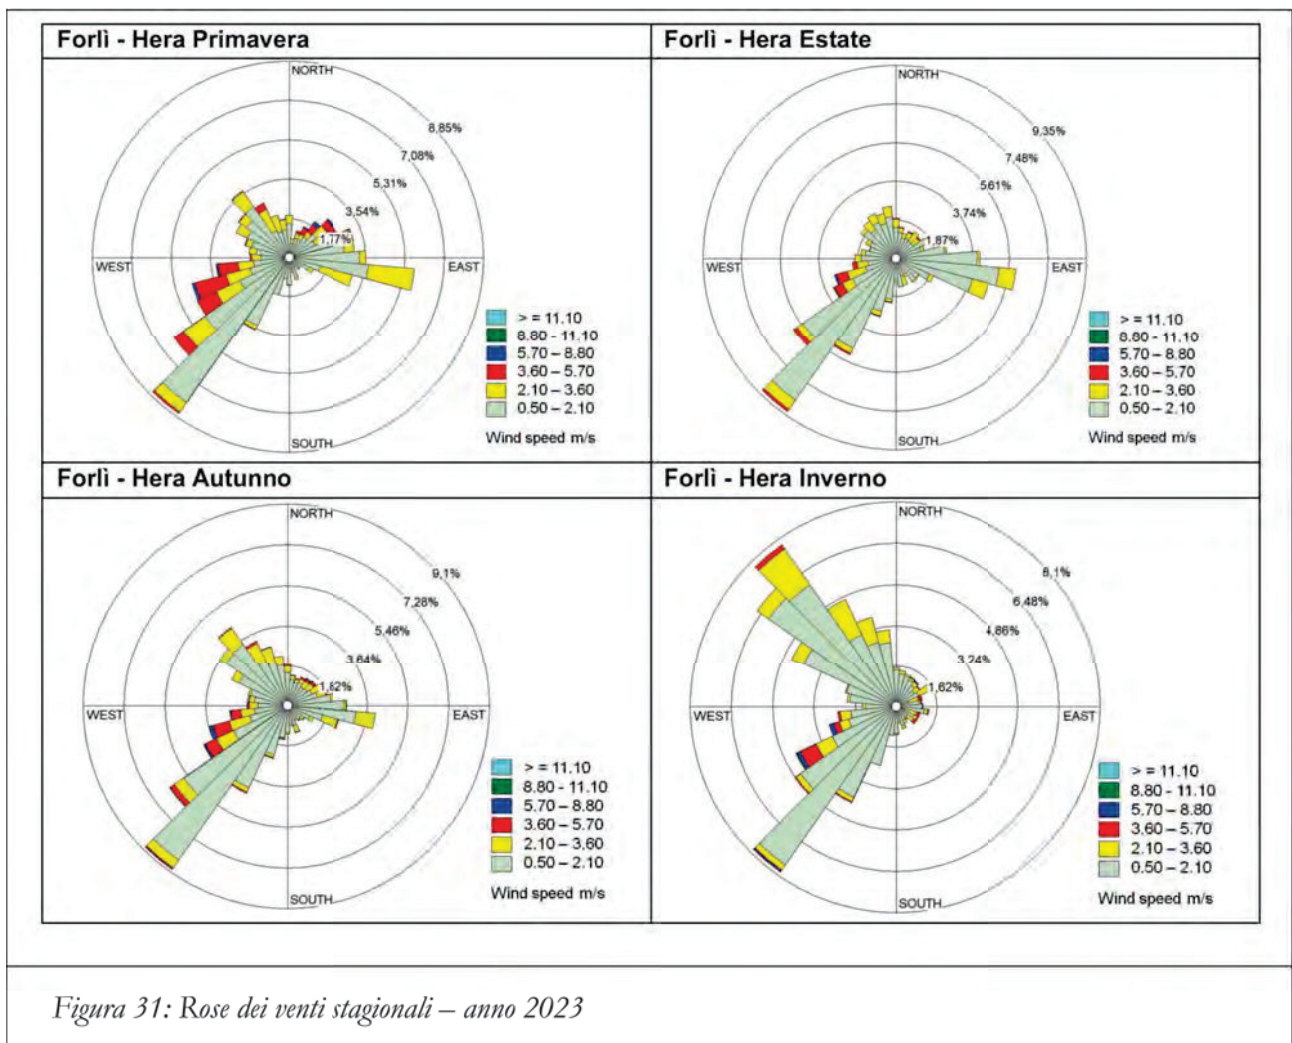 Forlì - Hera Primavera
NORTH
8,85%
7,08%
5,31%
3,54%
1,77%
WEST
EAST
SOUTH
> = 11.10
8.80 - 11.10
5.70 – 8.80
3.60 – 5.70
2.10 – 3.60
0.50 – 2.10
Wind speed m/s
Forlì - Hera Estate
NORTH
9,35%
7,48%
5,61%
3,74%
1,87%
WEST
EAST
SOUTH
> = 11.10
8.80 - 11.10
5.70 – 8.80
3.60 – 5.70
2.10 – 3.60
0.50 – 2.10
Wind speed m/s
Forlì - Hera Autunno
NORTH
9,1%
7,28%
5,46%
3,64%
1,82%
WEST
EAST
SOUTH
> = 11.10
8.80 - 11.10
5.70 – 8.80
3.60 – 5.70
2.10 – 3.60
0.50 – 2.10
Wind speed m/s
Forlì - Hera Inverno
NORTH
8,1%
6,48%
4,86%
3,24%
1,62%
WEST
EAST
SOUTH
> = 11.10
8.80 - 11.10
5.70 – 8.80
3.60 – 5.70
2.10 – 3.60
0.50 – 2.10
Wind speed m/s
Figura 31: Rose dei venti stagionali – anno 2023